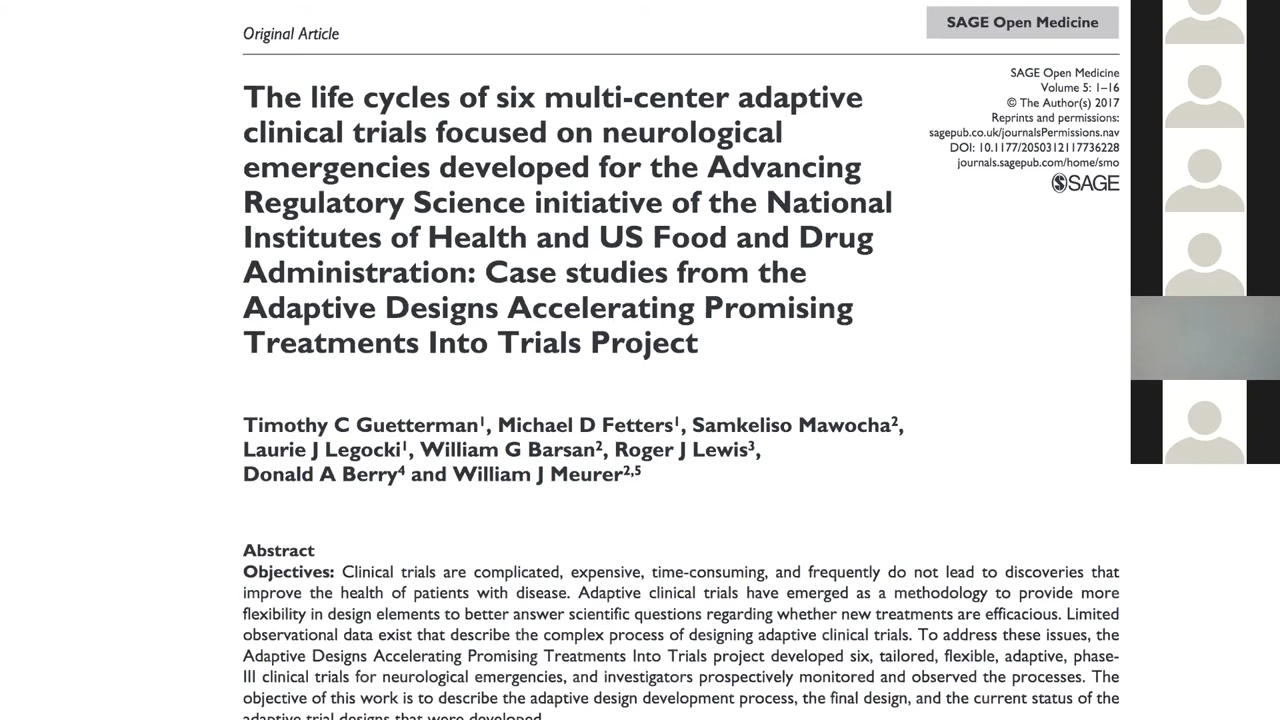 Original Article
SAGE Open Medicine
SAGE Open Medicine
Volume 5: 1–16
© The Author(s) 2017
Reprints and permissions:
sagepub.co.uk/journalsPermissions.nav
DOI: 10.1177/2050312117736228
journals.sagepub.com/home/smo
SAGE
The life cycles of six multi-center adaptive
clinical trials focused on neurological
emergencies developed for the Advancing
Regulatory Science initiative of the National
Institutes of Health and US Food and Drug
Administration: Case studies from the
Adaptive Designs Accelerating Promising
Treatments Into Trials Project
Timothy C Guetterman1, Michael D Fetters1, Samkeliso Mawocha2,
Laurie J Legocki1, William G Barsan2, Roger J Lewis3,
Donald A Berry4 and William J Meurer2,5
Abstract
Objectives: Clinical trials are complicated, expensive, time-consuming, and frequently do not lead to discoveries that
improve the health of patients with disease. Adaptive clinical trials have emerged as a methodology to provide more
flexibility in design elements to better answer scientific questions regarding whether new treatments are efficacious. Limited
observational data exist that describe the complex process of designing adaptive clinical trials. To address these issues, the
Adaptive Designs Accelerating Promising Treatments Into Trials project developed six, tailored, flexible, adaptive, phase-
III clinical trials for neurological emergencies, and investigators prospectively monitored and observed the processes. The
objective of this work is to describe the adaptive design development process, the final design, and the current status of the
adaptive trial designs that were developed.